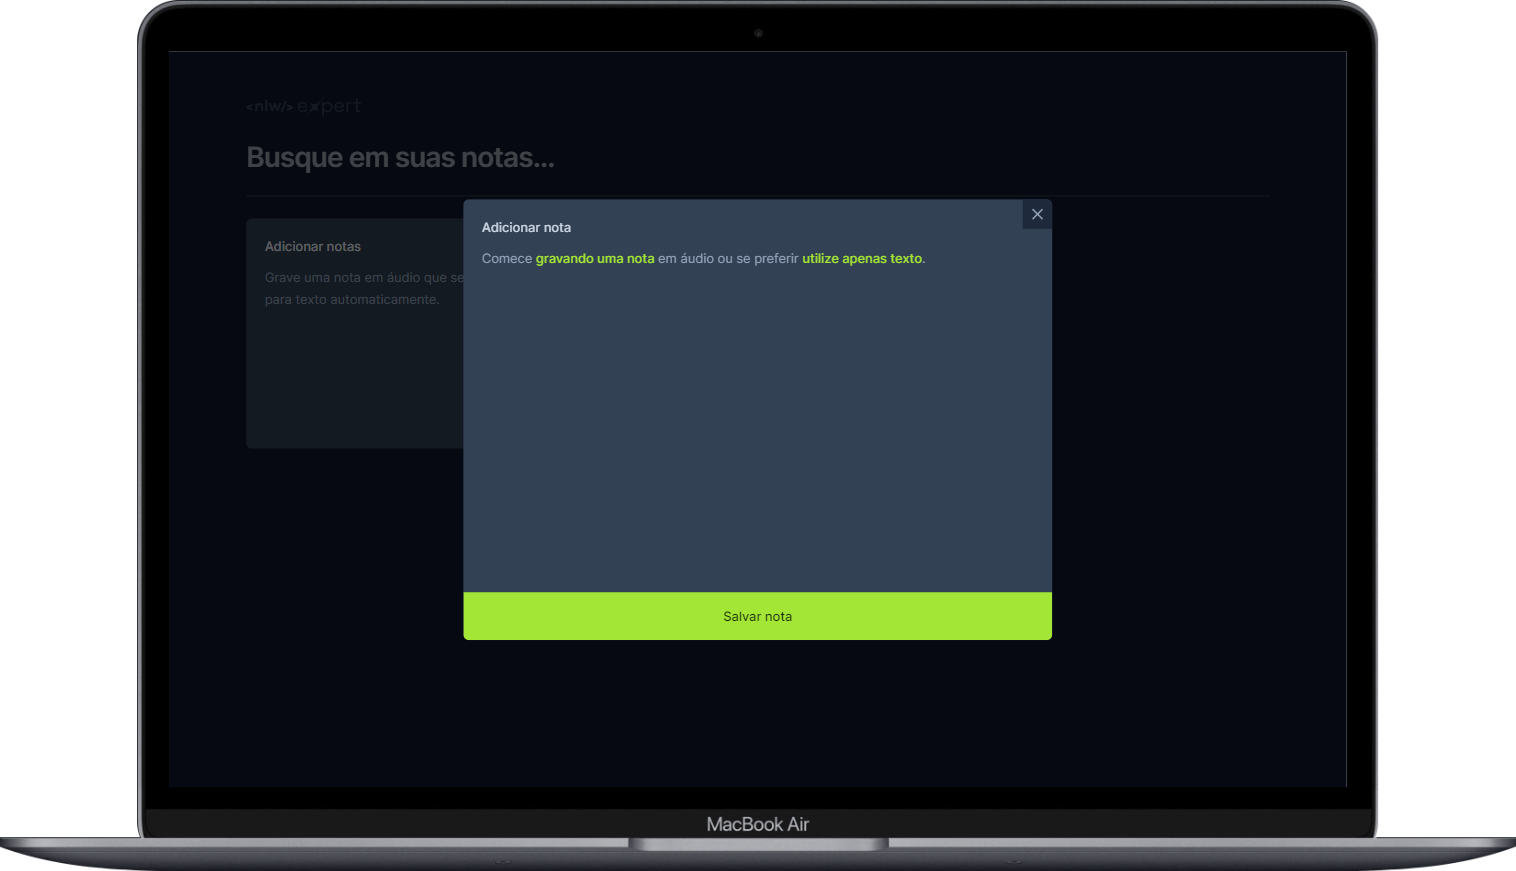 <nlw/> expert
Busque em suas notas...
Adicionar notas
Grave uma nota em áudio que se
para texto automaticamente.
Adicionar nota
Comece gravando uma nota em áudio ou se preferir utilize apenas texto.
Salvar nota
MacBook Air